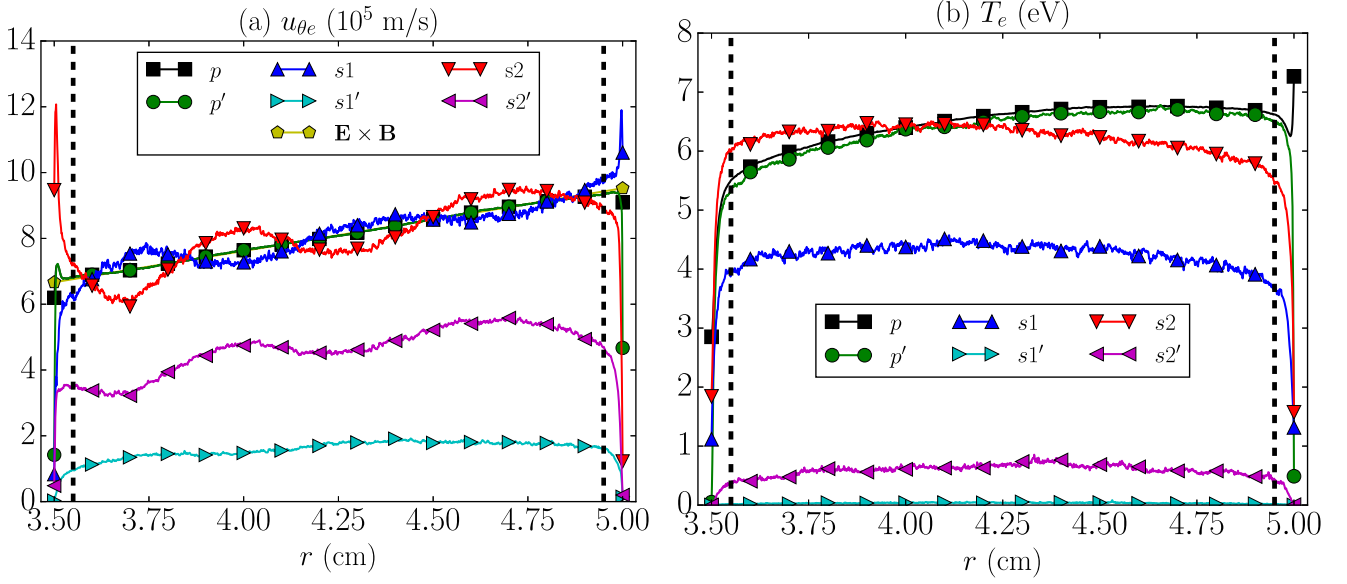 (a) u_θe (10^5 m/s)
14
12
10
8
6
4
2
0
3.50 3.75 4.00 4.25 4.50 4.75 5.00
r (cm)
p s1 s2
p′ s1′ s2′
E × B
(b) T_e (eV)
8
7
6
5
4
3
2
1
0
3.50 3.75 4.00 4.25 4.50 4.75 5.00
r (cm)
p s1 s2
p′ s1′ s2′